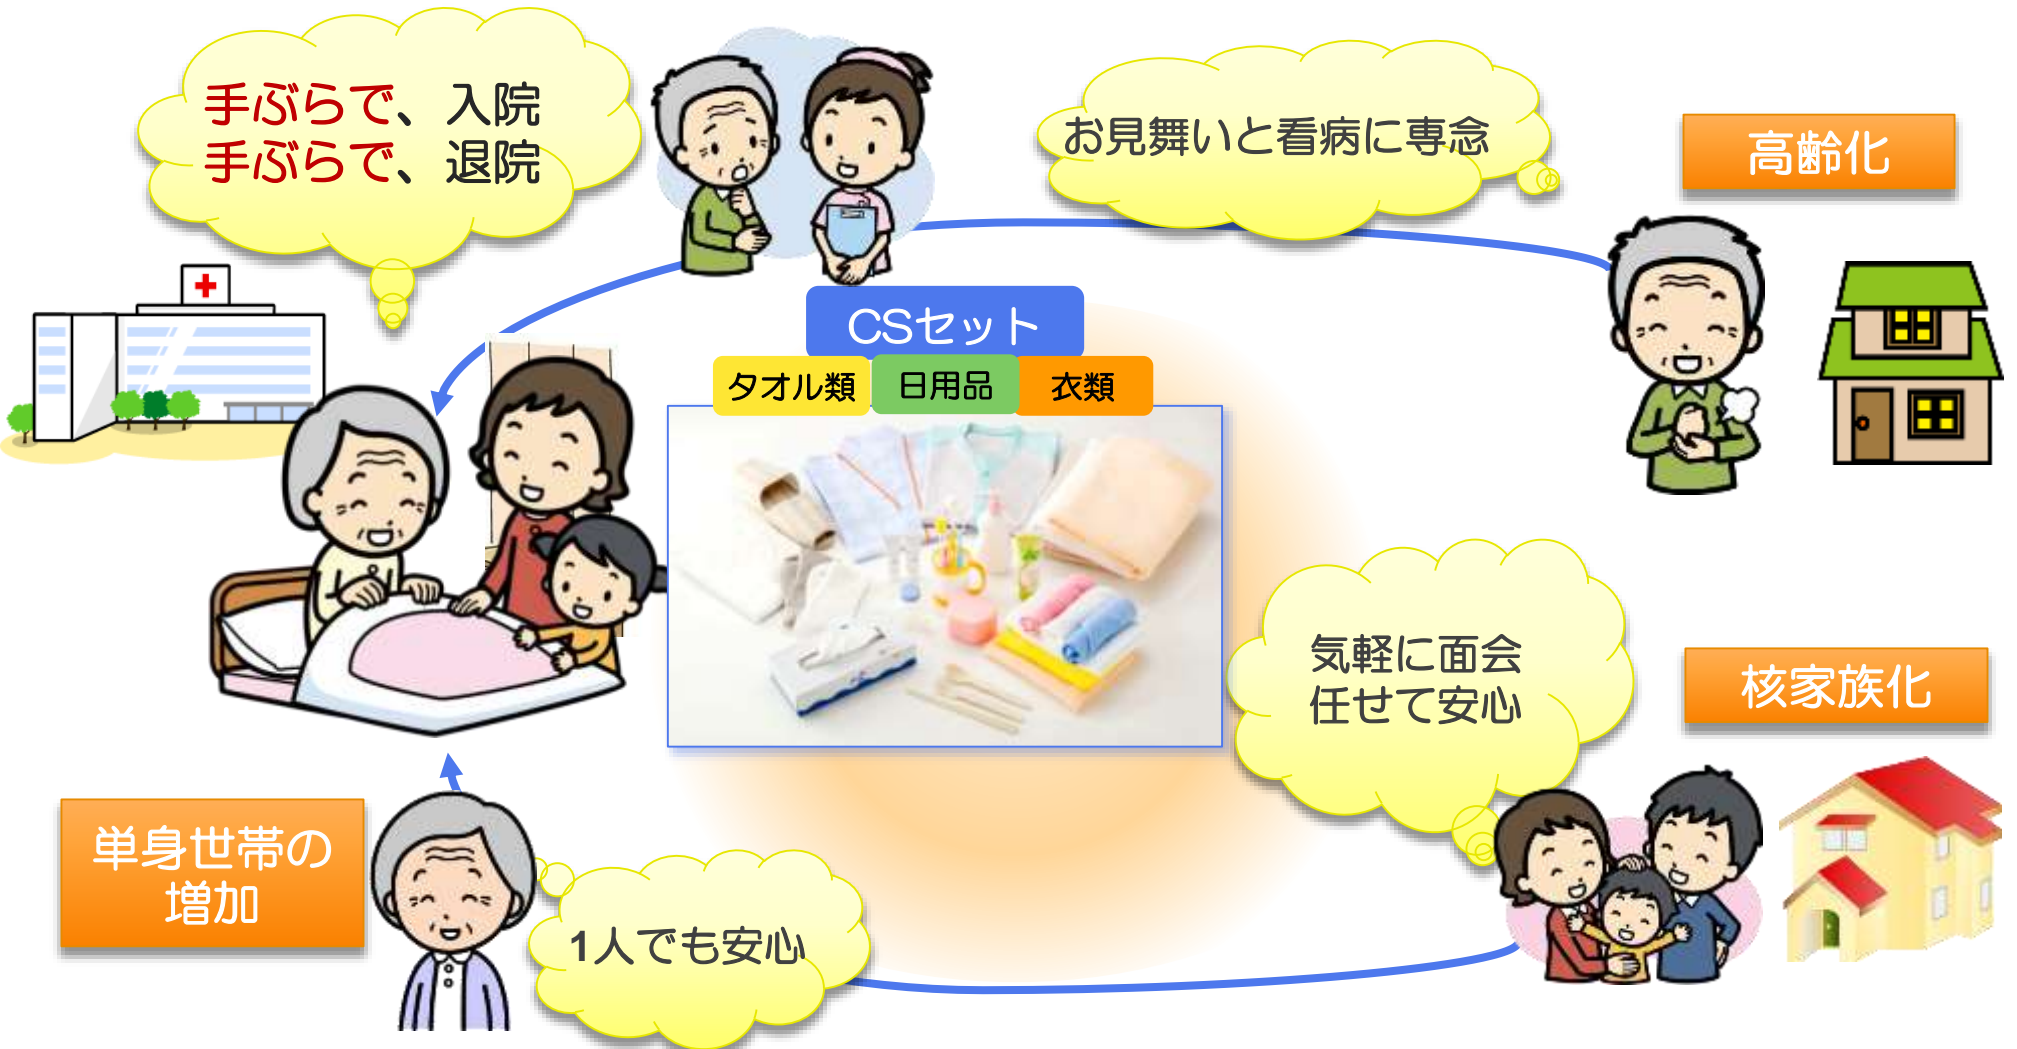 手ぶらで、入院
手ぶらで、退院
お見舞いと看病に専念
高齢化
CSセット
タオル類
日用品
衣類
気軽に面会
任せて安心
核家族化
単身世帯の
増加
1人でも安心